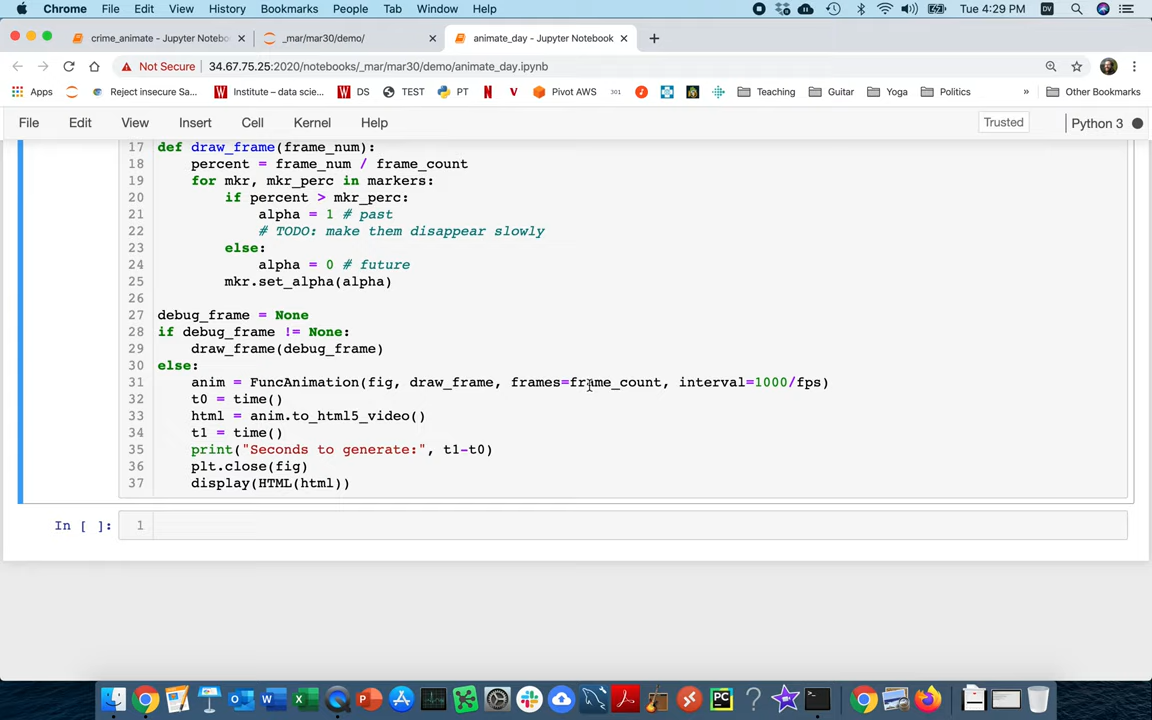 Chrome File Edit View History Bookmarks People Tab Window Help Tue 4:29 PM DV
crime_animate - Jupyter Notebo
_mar/mar30/demo/
animate_day - Jupyter Notebook
Not Secure 34.67.75.25:2020/notebooks/_mar/mar30/demo/animate_day.ipynb
Apps Reject insecure Sa... Institute – data scie... DS TEST PT Pivot AWS 301 Teaching Guitar Yoga Politics » Other Bookmarks
File Edit View Insert Cell Kernel Help Trusted Python 3
17 def draw_frame(frame_num):
18 percent = frame_num / frame_count
19 for mkr, mkr_perc in markers:
20 if percent > mkr_perc:
21 alpha = 1 # past
22 # TODO: make them disappear slowly
23 else:
24 alpha = 0 # future
25 mkr.set_alpha(alpha)
26
27 debug_frame = None
28 if debug_frame != None:
29 draw_frame(debug_frame)
30 else:
31 anim = FuncAnimation(fig, draw_frame, frames=frame_count, interval=1000/fps)
32 t0 = time()
33 html = anim.to_html5_video()
34 t1 = time()
35 print("Seconds to generate:", t1-t0)
36 plt.close(fig)
37 display(HTML(html))
In [ ]: 1